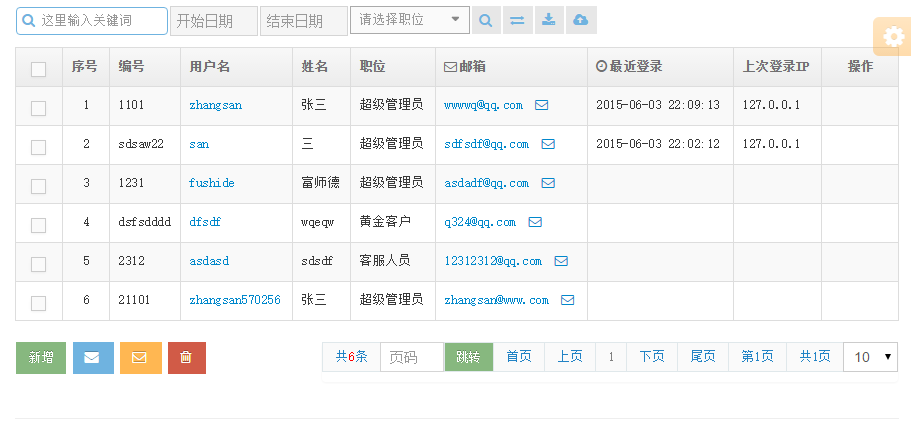 这里输入关键词 开始日期 结束日期 请选择职位
序号 编号 用户名 姓名 职位 邮箱 最近登录 上次登录IP 操作
1 1101 zhangsan 张三 超级管理员 wwwwq@qq.com 2015-06-03 22:09:13 127.0.0.1
2 sdsaw22 san 三 超级管理员 sdfsdf@qq.com 2015-06-03 22:02:12 127.0.0.1
3 1231 fushide 富师德 超级管理员 asdadf@qq.com
4 dsfsdddd dfsdf wqeqw 黄金客户 q324@qq.com
5 2312 asdasd sdsdf 客服人员 12312312@qq.com
6 21101 zhangsan570256 张三 超级管理员 zhangsan@www.com
新增 共6条 页码 跳转 首页 上页 1 下页 尾页 第1页 共1页 10